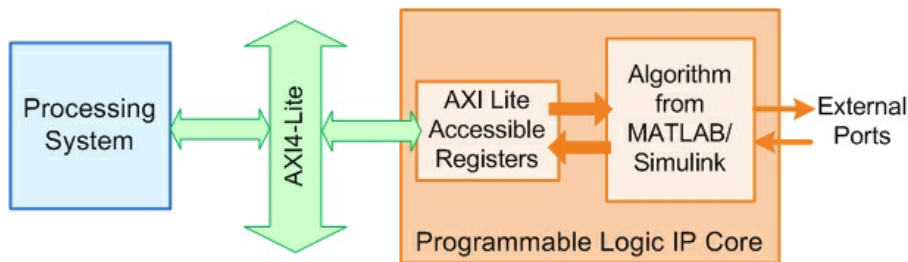 Processing
System
AXI4-Lite
AXI Lite
Accessible
Registers
Algorithm
from
MATLAB/
Simulink
External
Ports
Programmable Logic IP Core